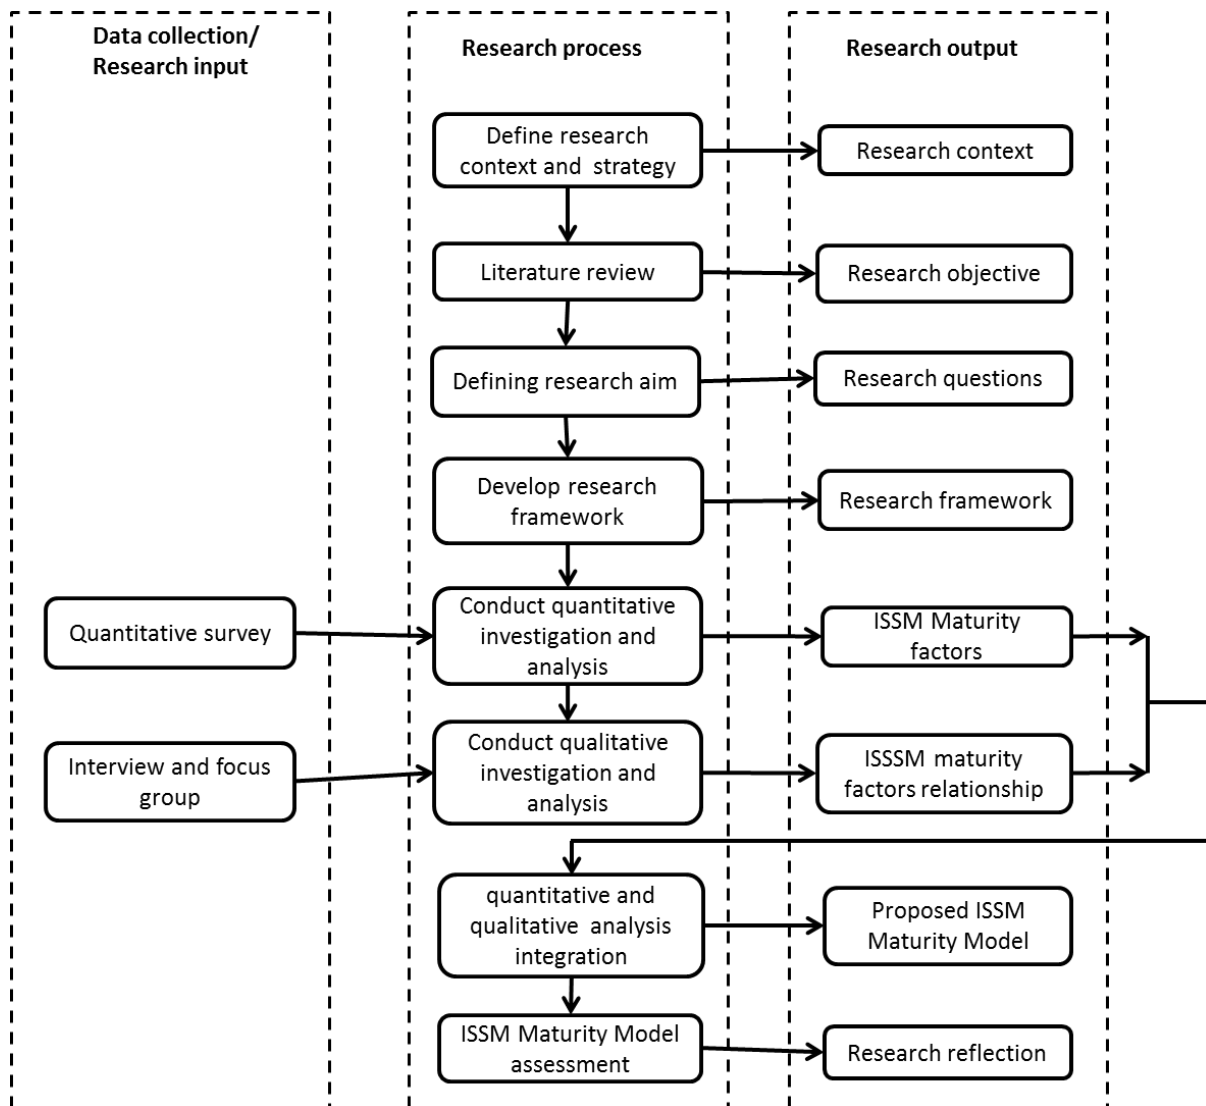 Data collection/
Research input
Research process
Research output
Define research
context and strategy
Research context
Literature review
Research objective
Defining research aim
Research questions
Develop research
framework
Research framework
Quantitative survey
Conduct quantitative
investigation and
analysis
ISSM Maturity
factors
Interview and focus
group
Conduct qualitative
investigation and
analysis
ISSSM maturity
factors relationship
quantitative and
qualitative analysis
integration
Proposed ISSM
Maturity Model
ISSM Maturity Model
assessment
Research reflection